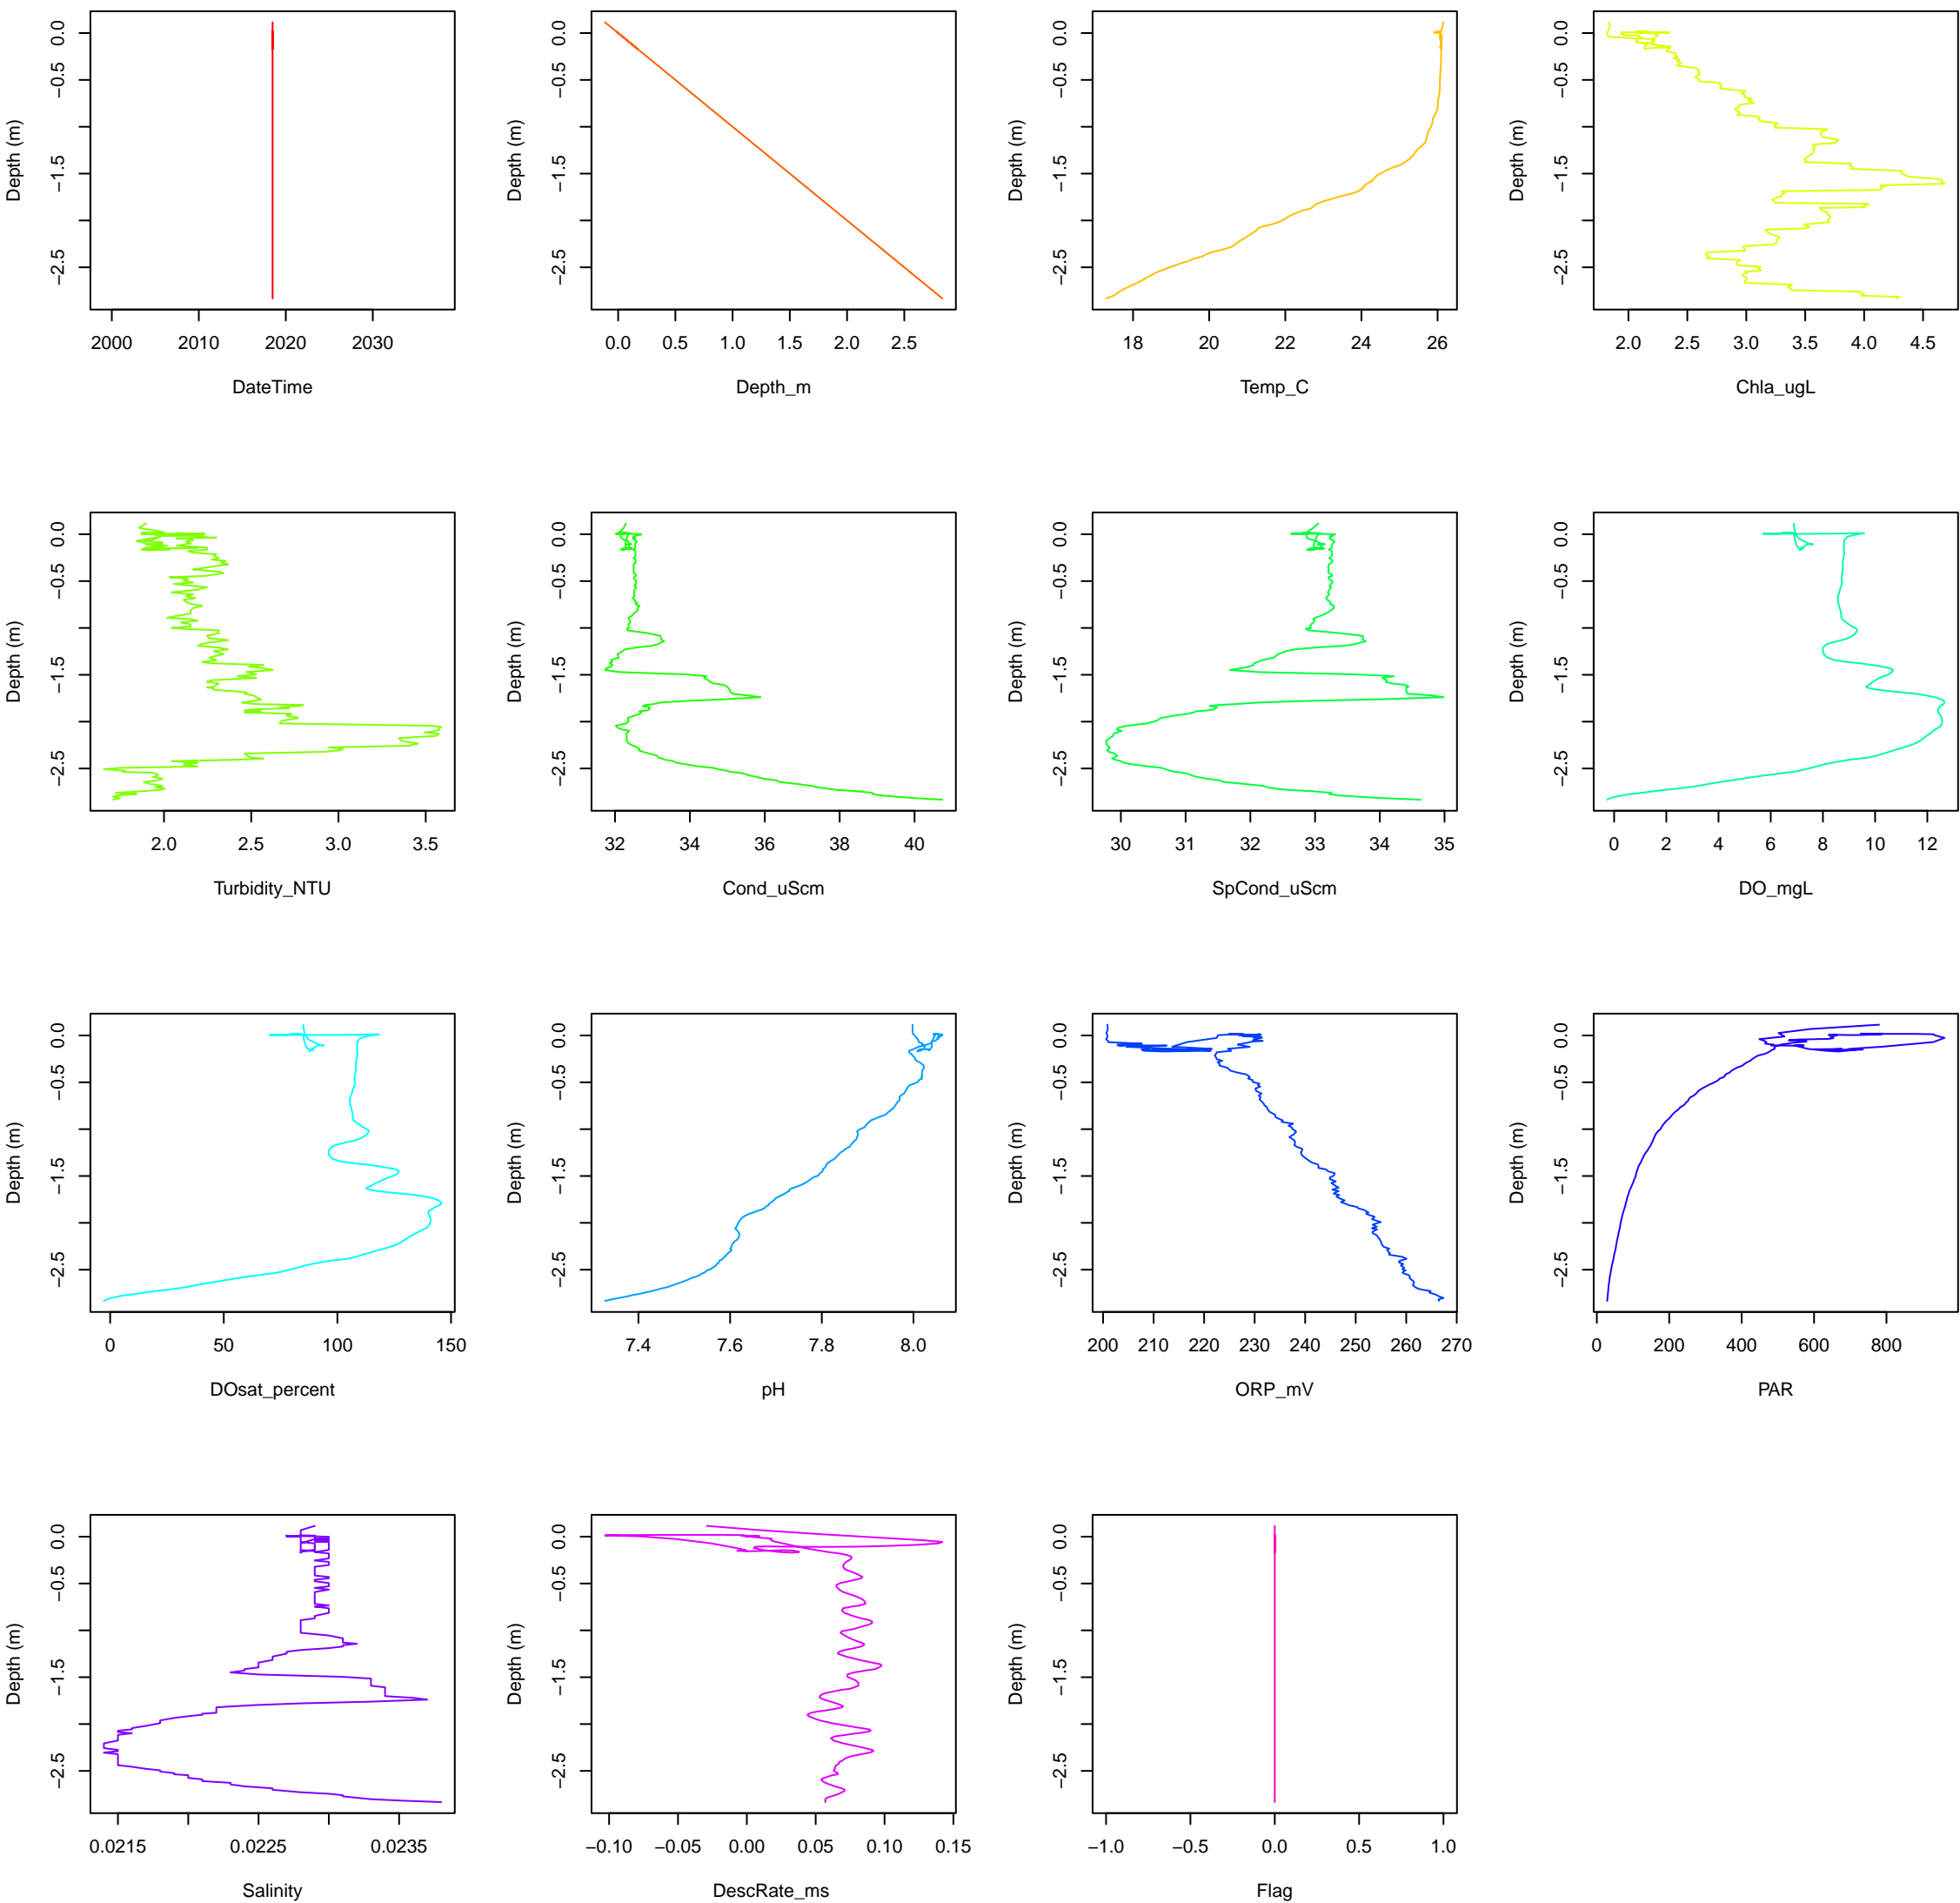 0.0
−0.5
−1.5
−2.5
Depth (m)
2000 2010 2020 2030
DateTime
0.0
−0.5
−1.5
−2.5
Depth (m)
0.0 0.5 1.0 1.5 2.0 2.5
Depth_m
0.0
−0.5
−1.5
−2.5
Depth (m)
18 20 22 24 26
Temp_C
0.0
−0.5
−1.5
−2.5
Depth (m)
2.0 2.5 3.0 3.5 4.0 4.5
Chla_ugL
0.0
−0.5
−1.5
−2.5
Depth (m)
2.0 2.5 3.0 3.5
Turbidity_NTU
0.0
−0.5
−1.5
−2.5
Depth (m)
32 34 36 38 40
Cond_uScm
0.0
−0.5
−1.5
−2.5
Depth (m)
30 31 32 33 34 35
SpCond_uScm
0.0
−0.5
−1.5
−2.5
Depth (m)
0 2 4 6 8 10 12
DO_mgL
0.0
−0.5
−1.5
−2.5
Depth (m)
0 50 100 150
DOsat_percent
0.0
−0.5
−1.5
−2.5
Depth (m)
7.4 7.6 7.8 8.0
pH
0.0
−0.5
−1.5
−2.5
Depth (m)
200 210 220 230 240 250 260 270
ORP_mV
0.0
−0.5
−1.5
−2.5
Depth (m)
0 200 400 600 800
PAR
0.0
−0.5
−1.5
−2.5
Depth (m)
0.0215 0.0225 0.0235
Salinity
0.0
−0.5
−1.5
−2.5
Depth (m)
−0.10 −0.05 0.00 0.05 0.10 0.15
DescRate_ms
0.0
−0.5
−1.5
−2.5
Depth (m)
−1.0 −0.5 0.0 0.5 1.0
Flag